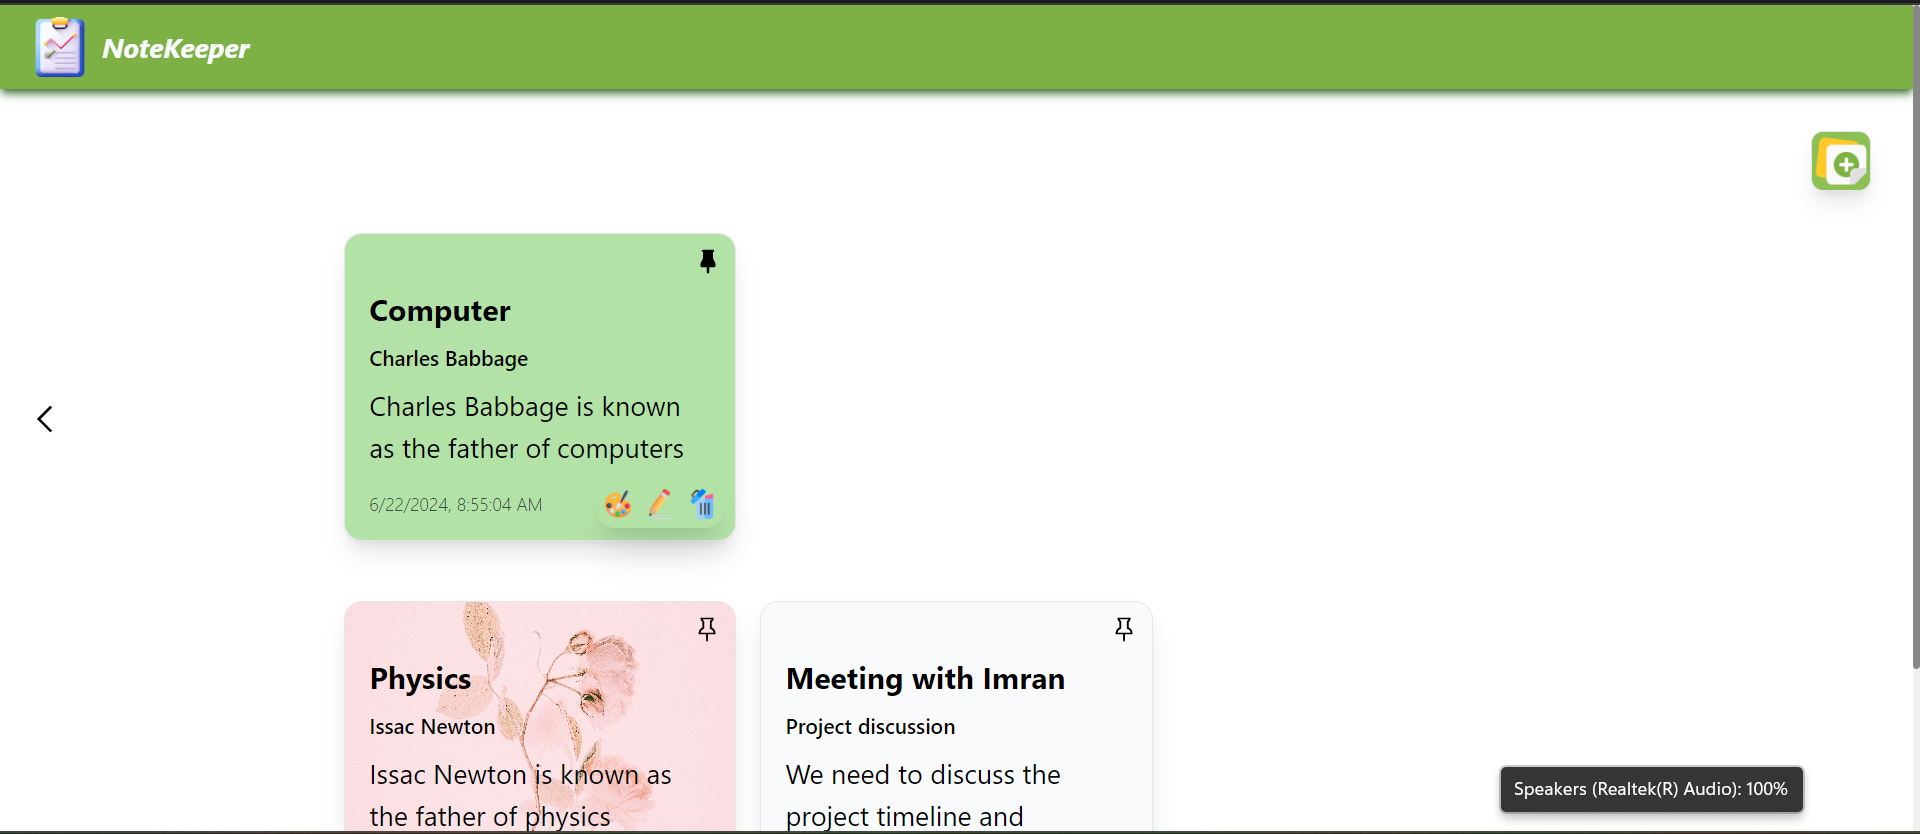 NoteKeeper
Computer
Charles Babbage
Charles Babbage is known
as the father of computers
6/22/2024, 8:55:04 AM
Physics
Issac Newton
Issac Newton is known as
the father of physics
Meeting with Imran
Project discussion
We need to discuss the
project timeline and
Speakers (Realtek(R) Audio): 100%